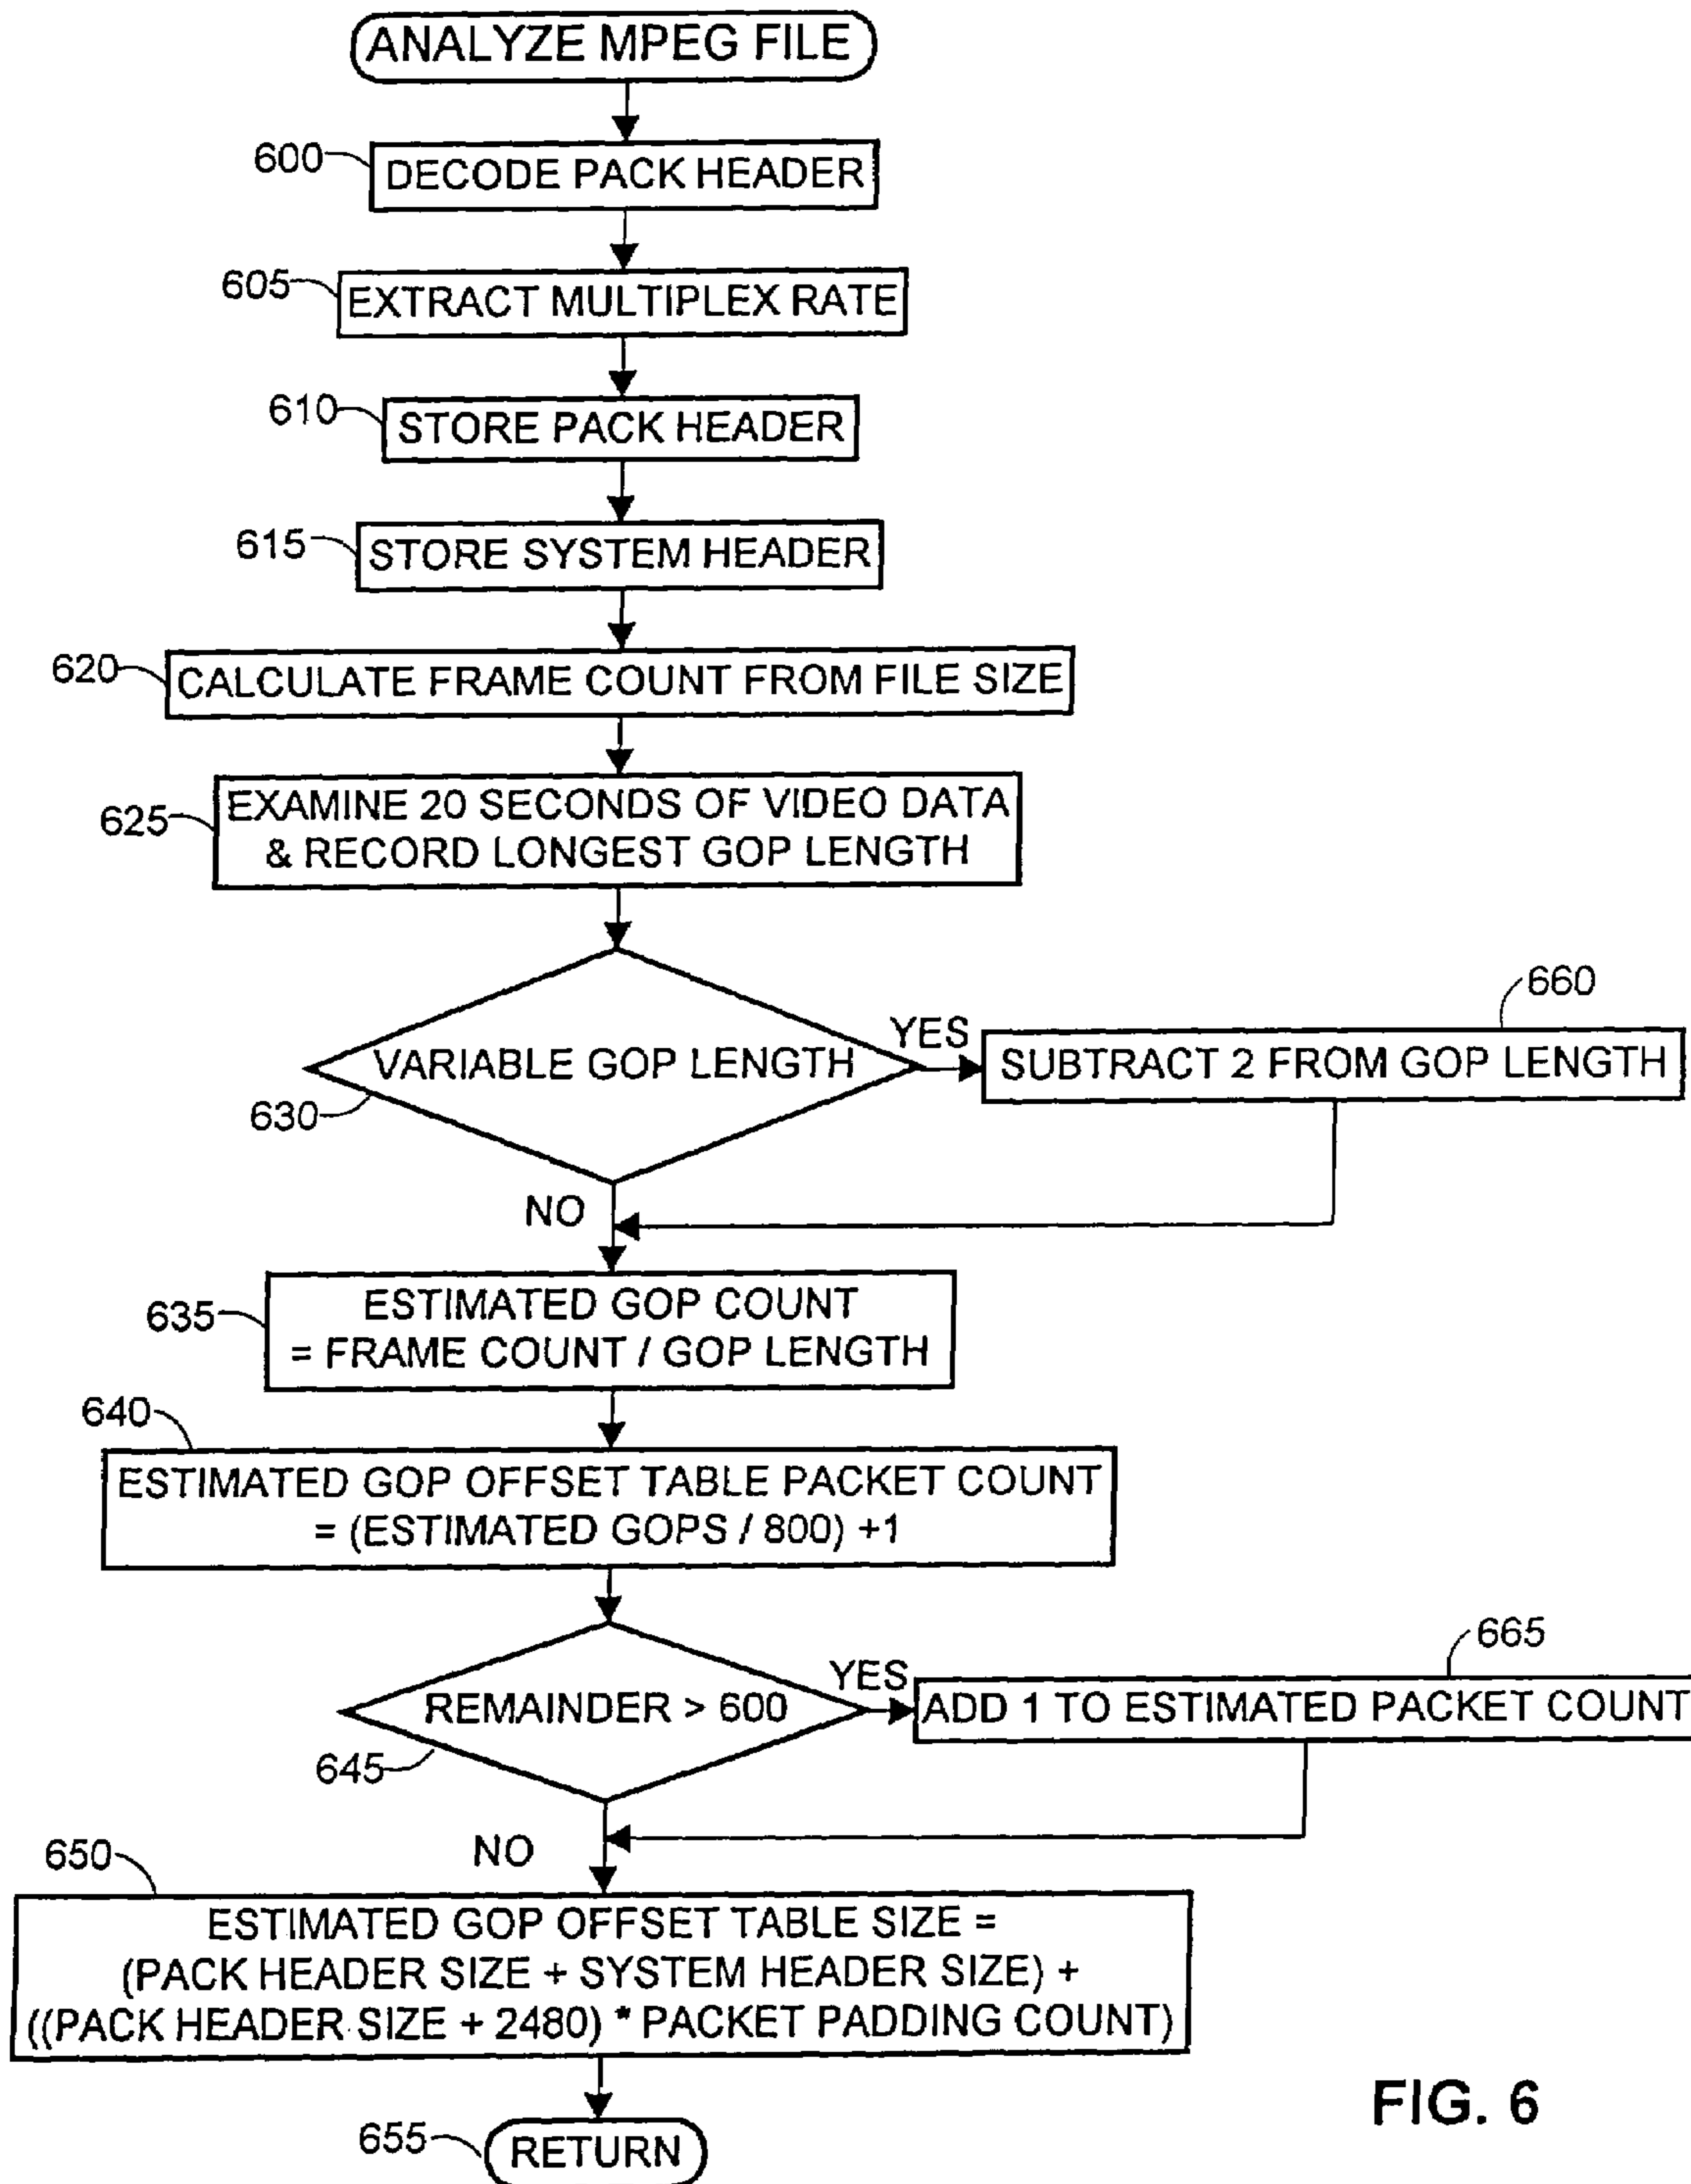 ANALYZE MPEG FILE
600
DECODE PACK HEADER
605
EXTRACT MULTIPLEX RATE
610
STORE PACK HEADER
615
STORE SYSTEM HEADER
620
CALCULATE FRAME COUNT FROM FILE SIZE
625
EXAMINE 20 SECONDS OF VIDEO DATA
& RECORD LONGEST GOP LENGTH
630
VARIABLE GOP LENGTH
YES
660
SUBTRACT 2 FROM GOP LENGTH
NO
635
ESTIMATED GOP COUNT
= FRAME COUNT / GOP LENGTH
640
ESTIMATED GOP OFFSET TABLE PACKET COUNT
= (ESTIMATED GOPS / 800) +1
645
REMAINDER > 600
YES
665
ADD 1 TO ESTIMATED PACKET COUNT
NO
650
ESTIMATED GOP OFFSET TABLE SIZE =
(PACK HEADER SIZE + SYSTEM HEADER SIZE) +
((PACK HEADER SIZE + 2480) * PACKET PADDING COUNT)
655
RETURN
FIG. 6